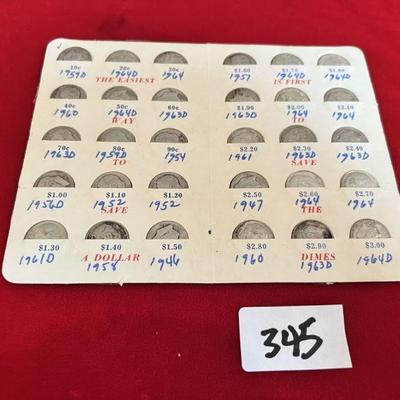 10c 20c 30c $1.60 $1.70 $1.80
1959D 1964D 1964 1957 1964D 1964D
THE EASIEST IS FIRST
40c 50c 60c $1.90 $2.00 $2.10
1960 1964D 1963D 1963D 1964 1964
WAY TO
70c 80c 90c $2.20 $2.30 $2.40
1963D 1959D 1954 1961 1963D 1963D
TO SAVE
$1.00 $1.10 $1.20 $2.50 $2.60 $2.70
1956D 1952 1952 1947 1964 1964
SAVE THE
$1.30 $1.40 $1.50 $2.80 $2.90 $3.00
1961D 1958 1946 1960 1963D 1964D
A DOLLAR DIMES
345